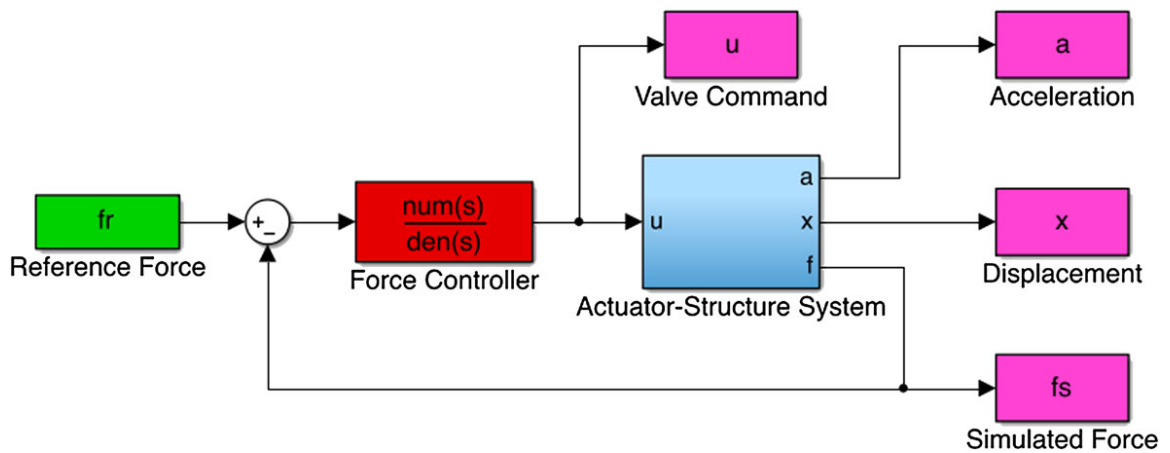 u
Valve Command
a
Acceleration
fr
Reference Force
+
−
num(s)
den(s)
Force Controller
u
a
x
f
Actuator-Structure System
x
Displacement
fs
Simulated Force